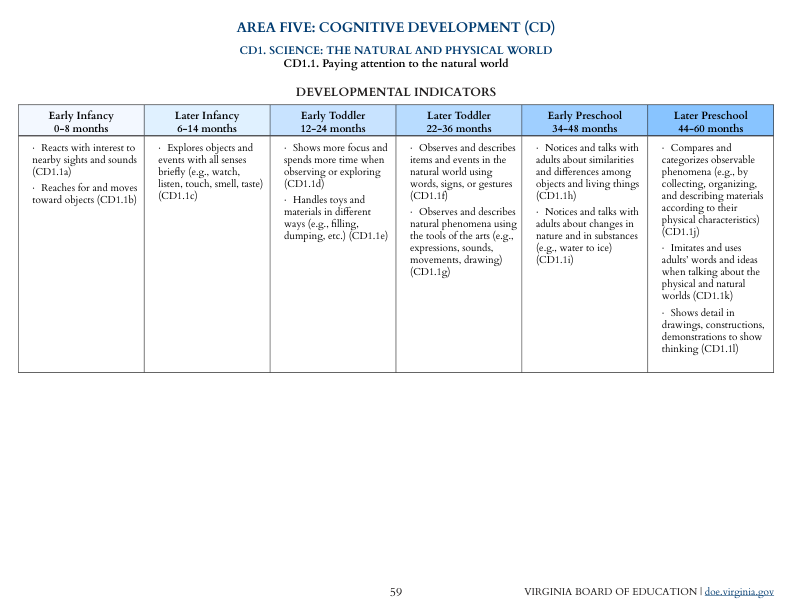 AREA FIVE: COGNITIVE DEVELOPMENT (CD)
CD1. SCIENCE: THE NATURAL AND PHYSICAL WORLD
CD1.1. Paying attention to the natural world
DEVELOPMENTAL INDICATORS
Early Infancy
0–8 months
Later Infancy
6–14 months
Early Toddler
12–24 months
Later Toddler
22–36 months
Early Preschool
34–48 months
Later Preschool
44–60 months
· Reacts with interest to
nearby sights and sounds
(CD1.1a)
· Reaches for and moves
toward objects (CD1.1b)
· Explores objects and
events with all senses
briefly (e.g., watch,
listen, touch, smell, taste)
(CD1.1c)
· Shows more focus and
spends more time when
observing or exploring
(CD1.1d)
· Handles toys and
materials in different
ways (e.g., filling,
dumping, etc.) (CD1.1e)
· Observes and describes
items and events in the
natural world using
words, signs, or gestures
(CD1.1f)
· Observes and describes
natural phenomena using
the tools of the arts (e.g.,
expressions, sounds,
movements, drawing)
(CD1.1g)
· Notices and talks with
adults about similarities
and differences among
objects and living things
(CD1.1h)
· Notices and talks with
adults about changes in
nature and in substances
(e.g., water to ice)
(CD1.1i)
· Compares and
categorizes observable
phenomena (e.g., by
collecting, organizing,
and describing materials
according to their
physical characteristics)
(CD1.1j)
· Imitates and uses
adults' words and ideas
when talking about the
physical and natural
worlds (CD1.1k)
· Shows detail in
drawings, constructions,
demonstrations to show
thinking (CD1.1l)
59
VIRGINIA BOARD OF EDUCATION | doe.virginia.gov